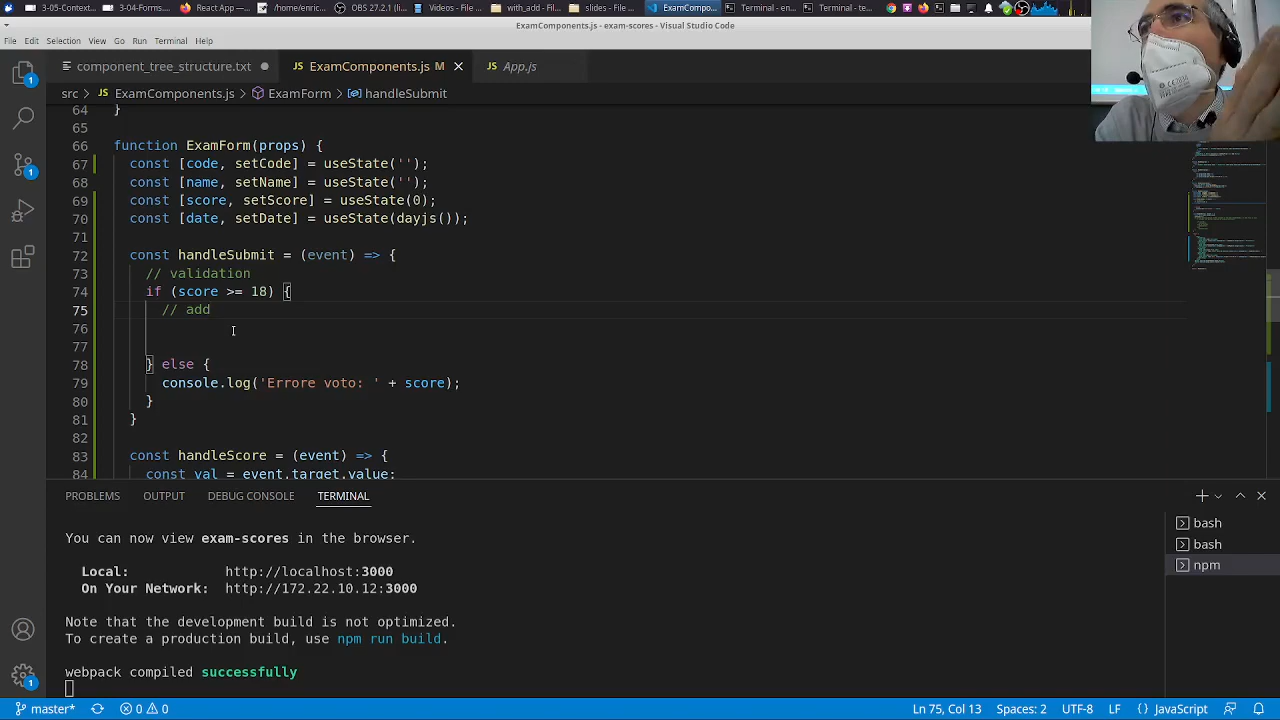 3-05-Context...
3-04-Forms...
React App — ...
/home/enric...
OBS 27.2.1 (...
with_add - Fi...
slides - File...
ExamCompo...
Terminal - en...
Terminal - te...
ExamComponents.js - exam-scores - Visual Studio Code
File Edit Selection View Go Run Terminal Help
component_tree_structure.txt
ExamComponents.js M
App.js
src > ExamComponents.js > ExamForm > handleSubmit
64 }
65
66 function ExamForm(props) {
67 const [code, setCode] = useState('');
68 const [name, setName] = useState('');
69 const [score, setScore] = useState(0);
70 const [date, setDate] = useState(dayjs());
71
72 const handleSubmit = (event) => {
73 // validation
74 if (score >= 18) {
75 // add
76
77
78 } else {
79 console.log('Errore voto: ' + score);
80 }
81 }
82
83 const handleScore = (event) => {
84 const val = event.target.value;
PROBLEMS OUTPUT DEBUG CONSOLE TERMINAL
You can now view exam-scores in the browser.
Local: http://localhost:3000
On Your Network: http://172.22.10.12:3000
Note that the development build is not optimized.
To create a production build, use npm run build.
webpack compiled successfully
bash
bash
npm
1
1
1
master* 0 0
Ln 75, Col 13 Spaces: 2 UTF-8 LF {} JavaScript